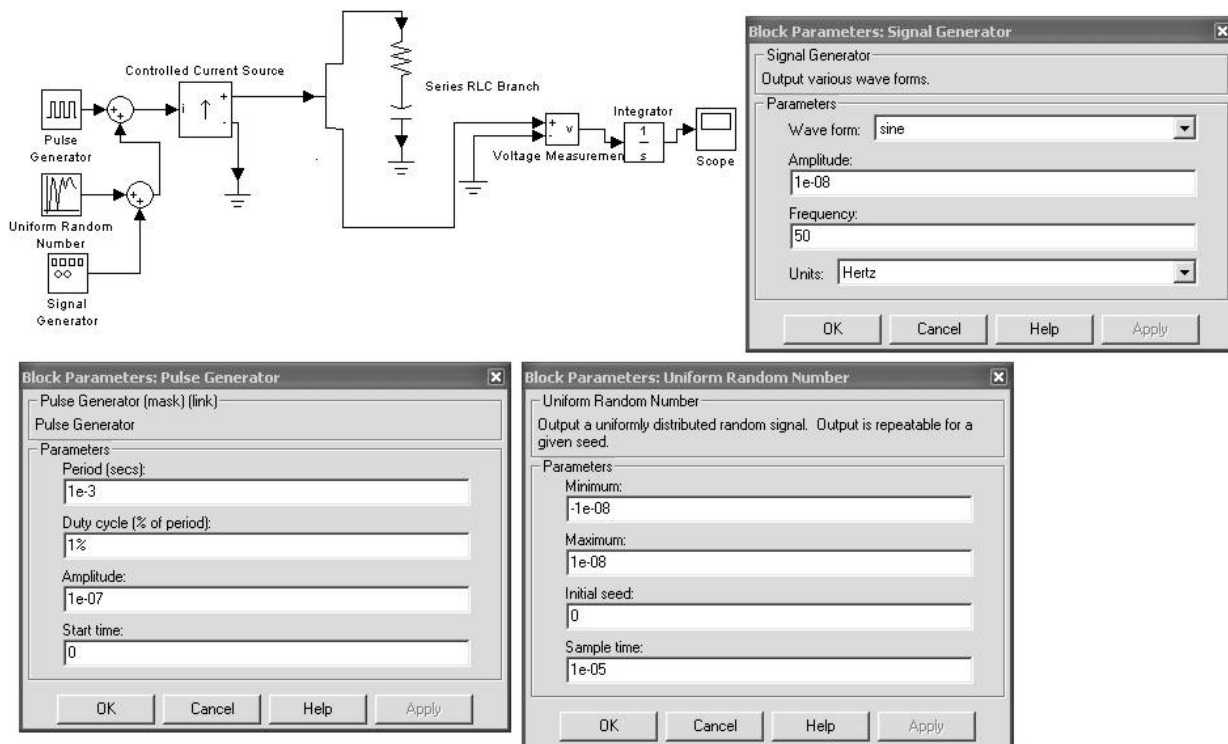 Controlled Current Source
i
+
-
Pulse
Generator
+
+
Uniform Random
Number
+
+
Signal
Generator
Series RLC Branch
+
-
v
Voltage Measuremen
Integrator
1
s
Scope
Block Parameters: Signal Generator
Signal Generator
Output various wave forms.
Parameters
Wave form: sine
Amplitude:
1e-08
Frequency:
50
Units: Hertz
OK Cancel Help Apply
Block Parameters: Pulse Generator
Pulse Generator (mask) (link)
Pulse Generator
Parameters
Period (secs):
1e-3
Duty cycle (% of period):
1%
Amplitude:
1e-07
Start time:
0
OK Cancel Help Apply
Block Parameters: Uniform Random Number
Uniform Random Number
Output a uniformly distributed random signal. Output is repeatable for a
given seed.
Parameters
Minimum:
-1e-08
Maximum:
1e-08
Initial seed:
0
Sample time:
1e-05
OK Cancel Help Apply